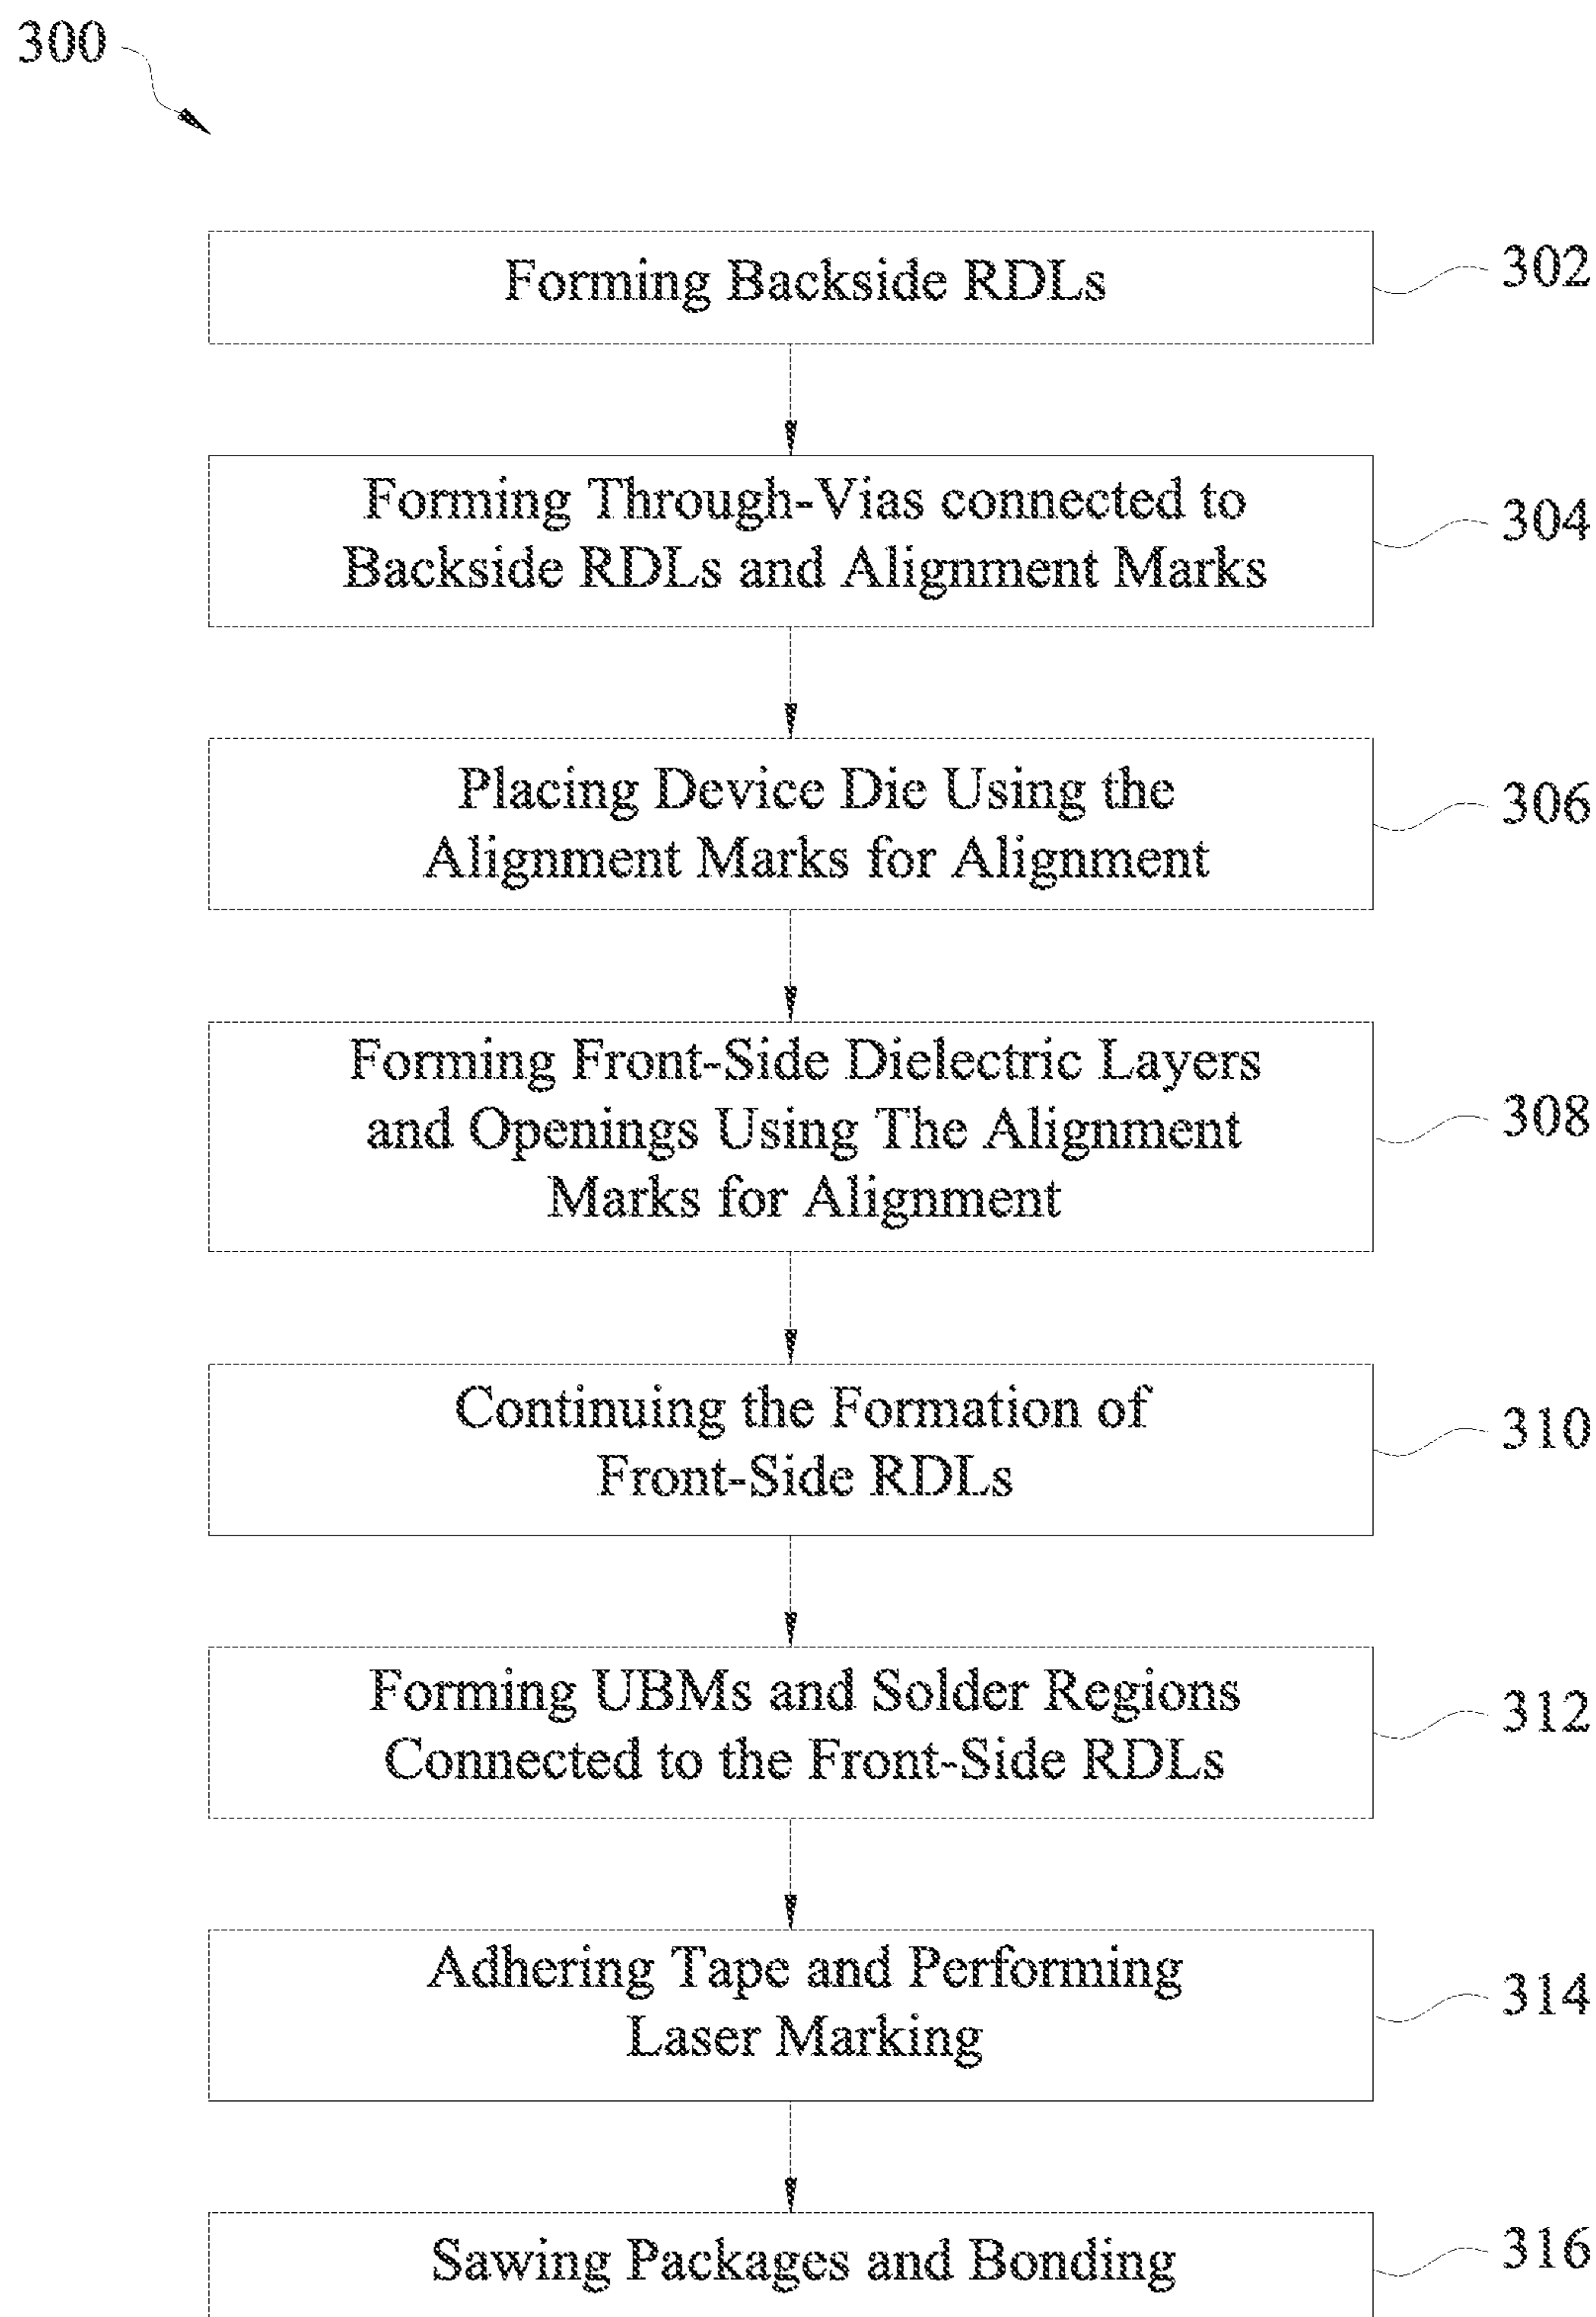 300
Forming Backside RDLs
302
Forming Through-Vias connected to
Backside RDLs and Alignment Marks
304
Placing Device Die Using the
Alignment Marks for Alignment
306
Forming Front-Side Dielectric Layers
and Openings Using The Alignment
Marks for Alignment
308
Continuing the Formation of
Front-Side RDLs
310
Forming UBMs and Solder Regions
Connected to the Front-Side RDLs
312
Adhering Tape and Performing
Laser Marking
314
Sawing Packages and Bonding
316